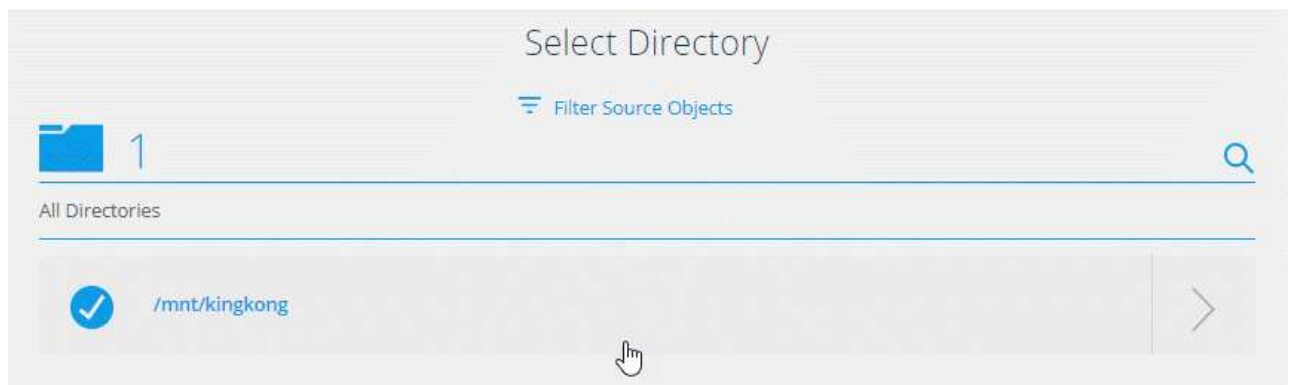 Select Directory
Filter Source Objects
1
All Directories
/mnt/kingkong